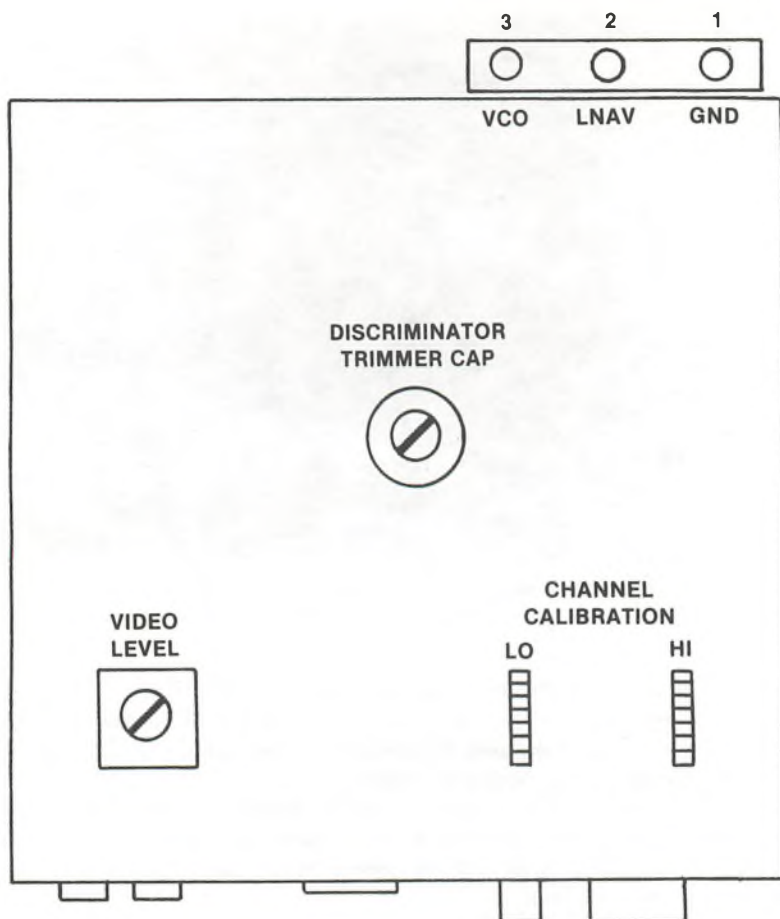 3 2 1
VCO LNAV GND
DISCRIMINATOR
TRIMMER CAP
CHANNEL
CALIBRATION
VIDEO
LEVEL
LO HI